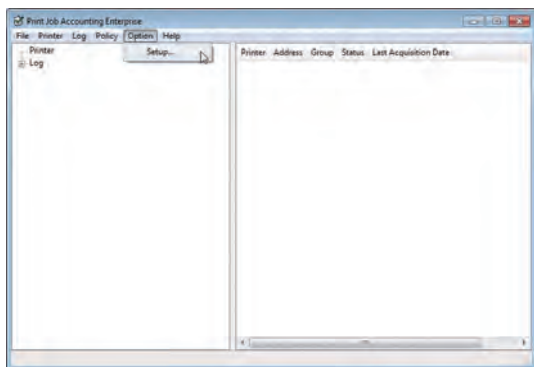 Print Job Accounting Enterprise
File Printer Log Policy Option Help
Setup...
Printer
Log
Printer Address Group Status Last Acquisition Date